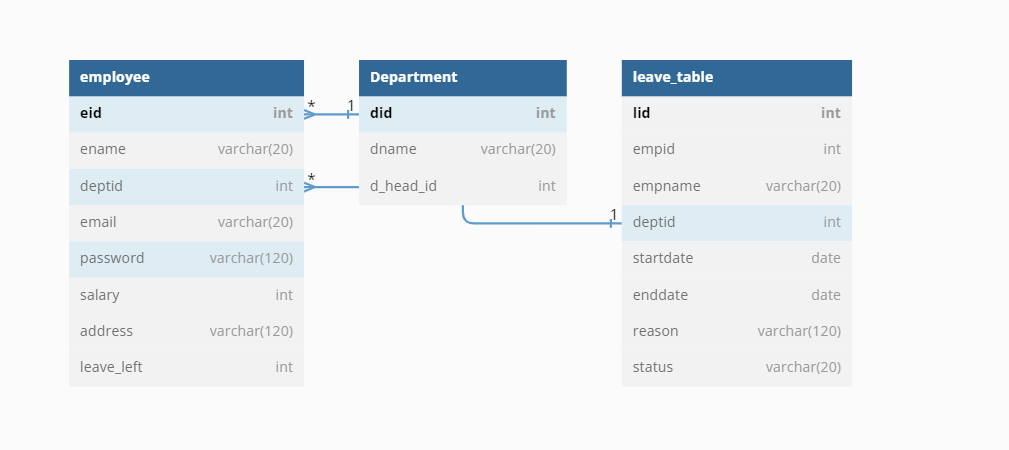 employee
eid int
ename varchar(20)
deptid int
email varchar(20)
password varchar(120)
salary int
address varchar(120)
leave_left int
* 1
*
Department
did int
dname varchar(20)
d_head_id int
1
leave_table
lid int
empid int
empname varchar(20)
deptid int
startdate date
enddate date
reason varchar(120)
status varchar(20)